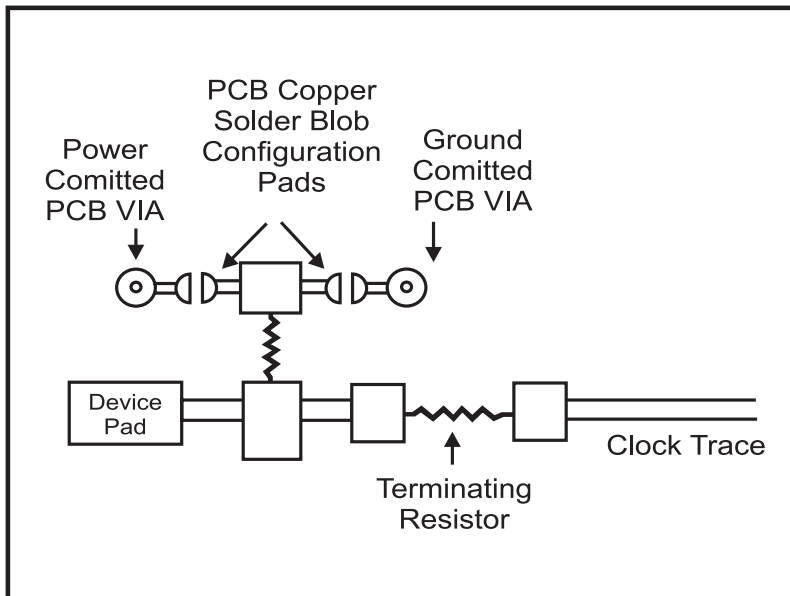 PCB Copper
Solder Blob
Configuration
Pads
Power
Comitted
PCB VIA
Ground
Comitted
PCB VIA
Device
Pad
Clock Trace
Terminating
Resistor